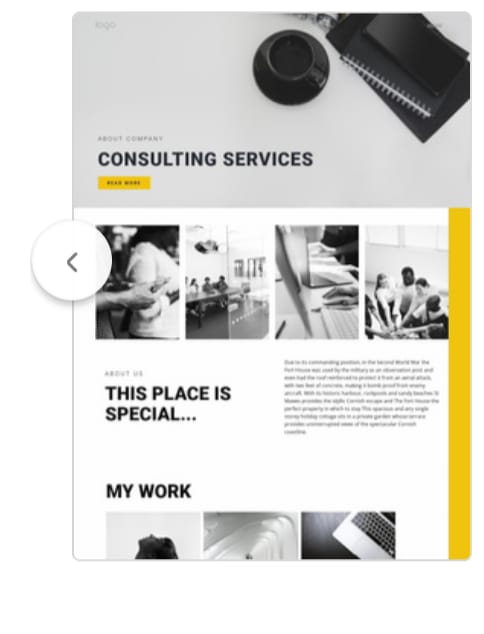 logo
ABOUT COMPANY
CONSULTING SERVICES
READ MORE
ABOUT US
THIS PLACE IS
SPECIAL...
Due to its commanding position, in the Second World War the
Fort House was used by the military as an observation post and
even had the roof reinforced to protect it from an aerial attack,
with two feet of concrete, making it bomb proof from enemy
aircraft. With its historic harbour, rockpools and sandy beaches St
Mawes provides the idyllic Cornish escape and The Fort House the
perfect property in which to stay This spacious and any single
storey holiday cottage sits in a private garden whose terrace
provides uninterrupted views of the spectacular Cornish
coastline.
MY WORK